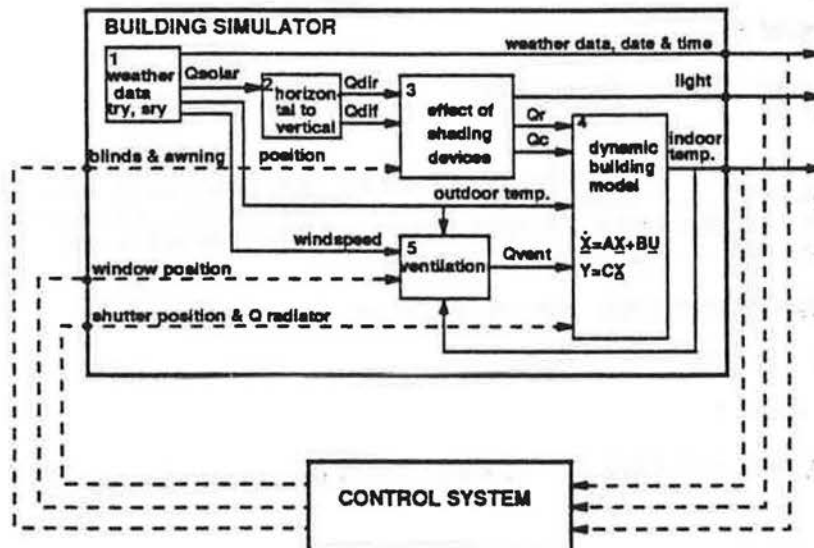 BUILDING SIMULATOR
weather data, date & time
1
weather
data
try, sry
Qsolar
2
horizon
tal to
vertical
Qdir
Qdif
3
effect of
shading
devices
light
Qr
Qc
4
dynamic
building
model
Ẋ=AX+BU
Y=CX
indoor
temp.
blinds & awning
position
outdoor temp.
windspeed
5
ventilation
Qvent
window position
shutter position & Q radiator
CONTROL SYSTEM